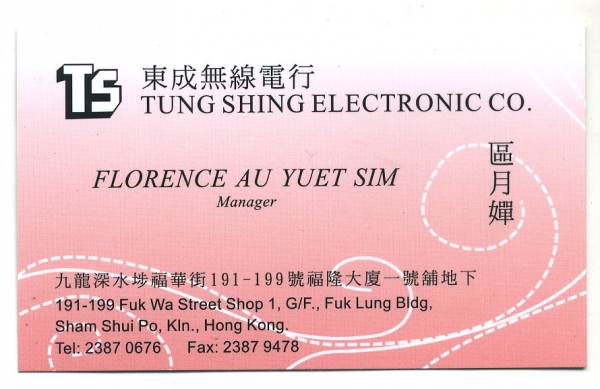 TS
東成無線電行
TUNG SHING ELECTRONIC CO.
FLORENCE AU YUET SIM
Manager
區月嬋
九龍深水埗福華街191-199號福隆大廈一號舖地下
191-199 Fuk Wa Street Shop 1, G/F., Fuk Lung Bldg,
Sham Shui Po, Kln., Hong Kong.
Tel: 2387 0676 Fax: 2387 9478